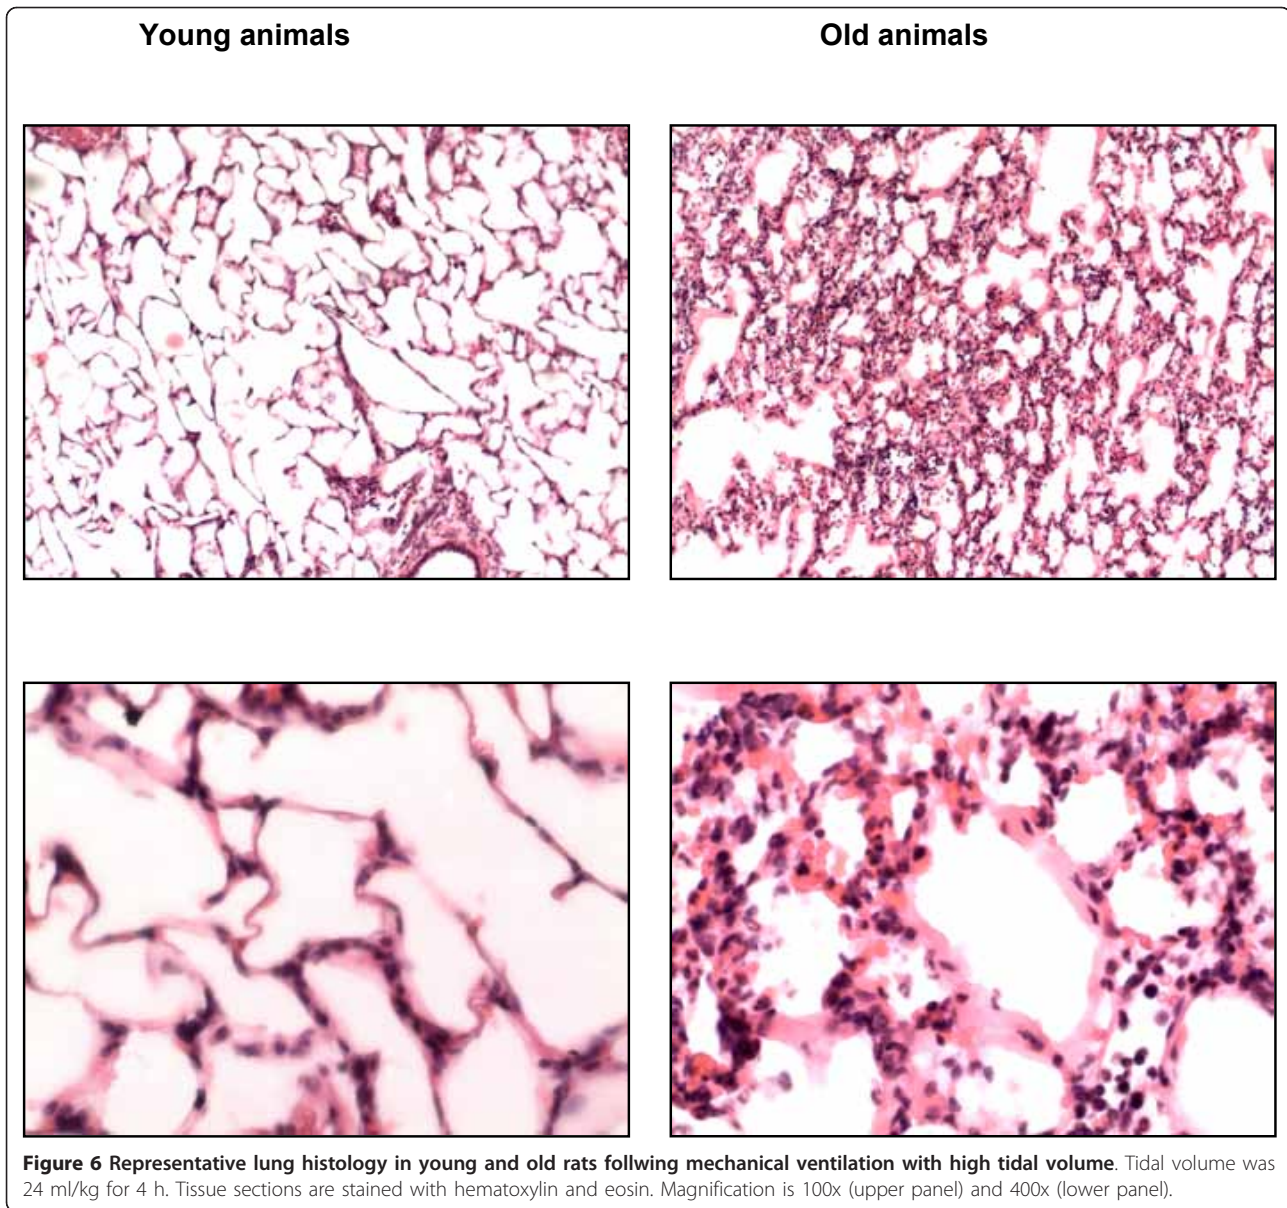 Young animals
Old animals
Figure 6 Representative lung histology in young and old rats follwing mechanical ventilation with high tidal volume. Tidal volume was
24 ml/kg for 4 h. Tissue sections are stained with hematoxylin and eosin. Magnification is 100x (upper panel) and 400x (lower panel).